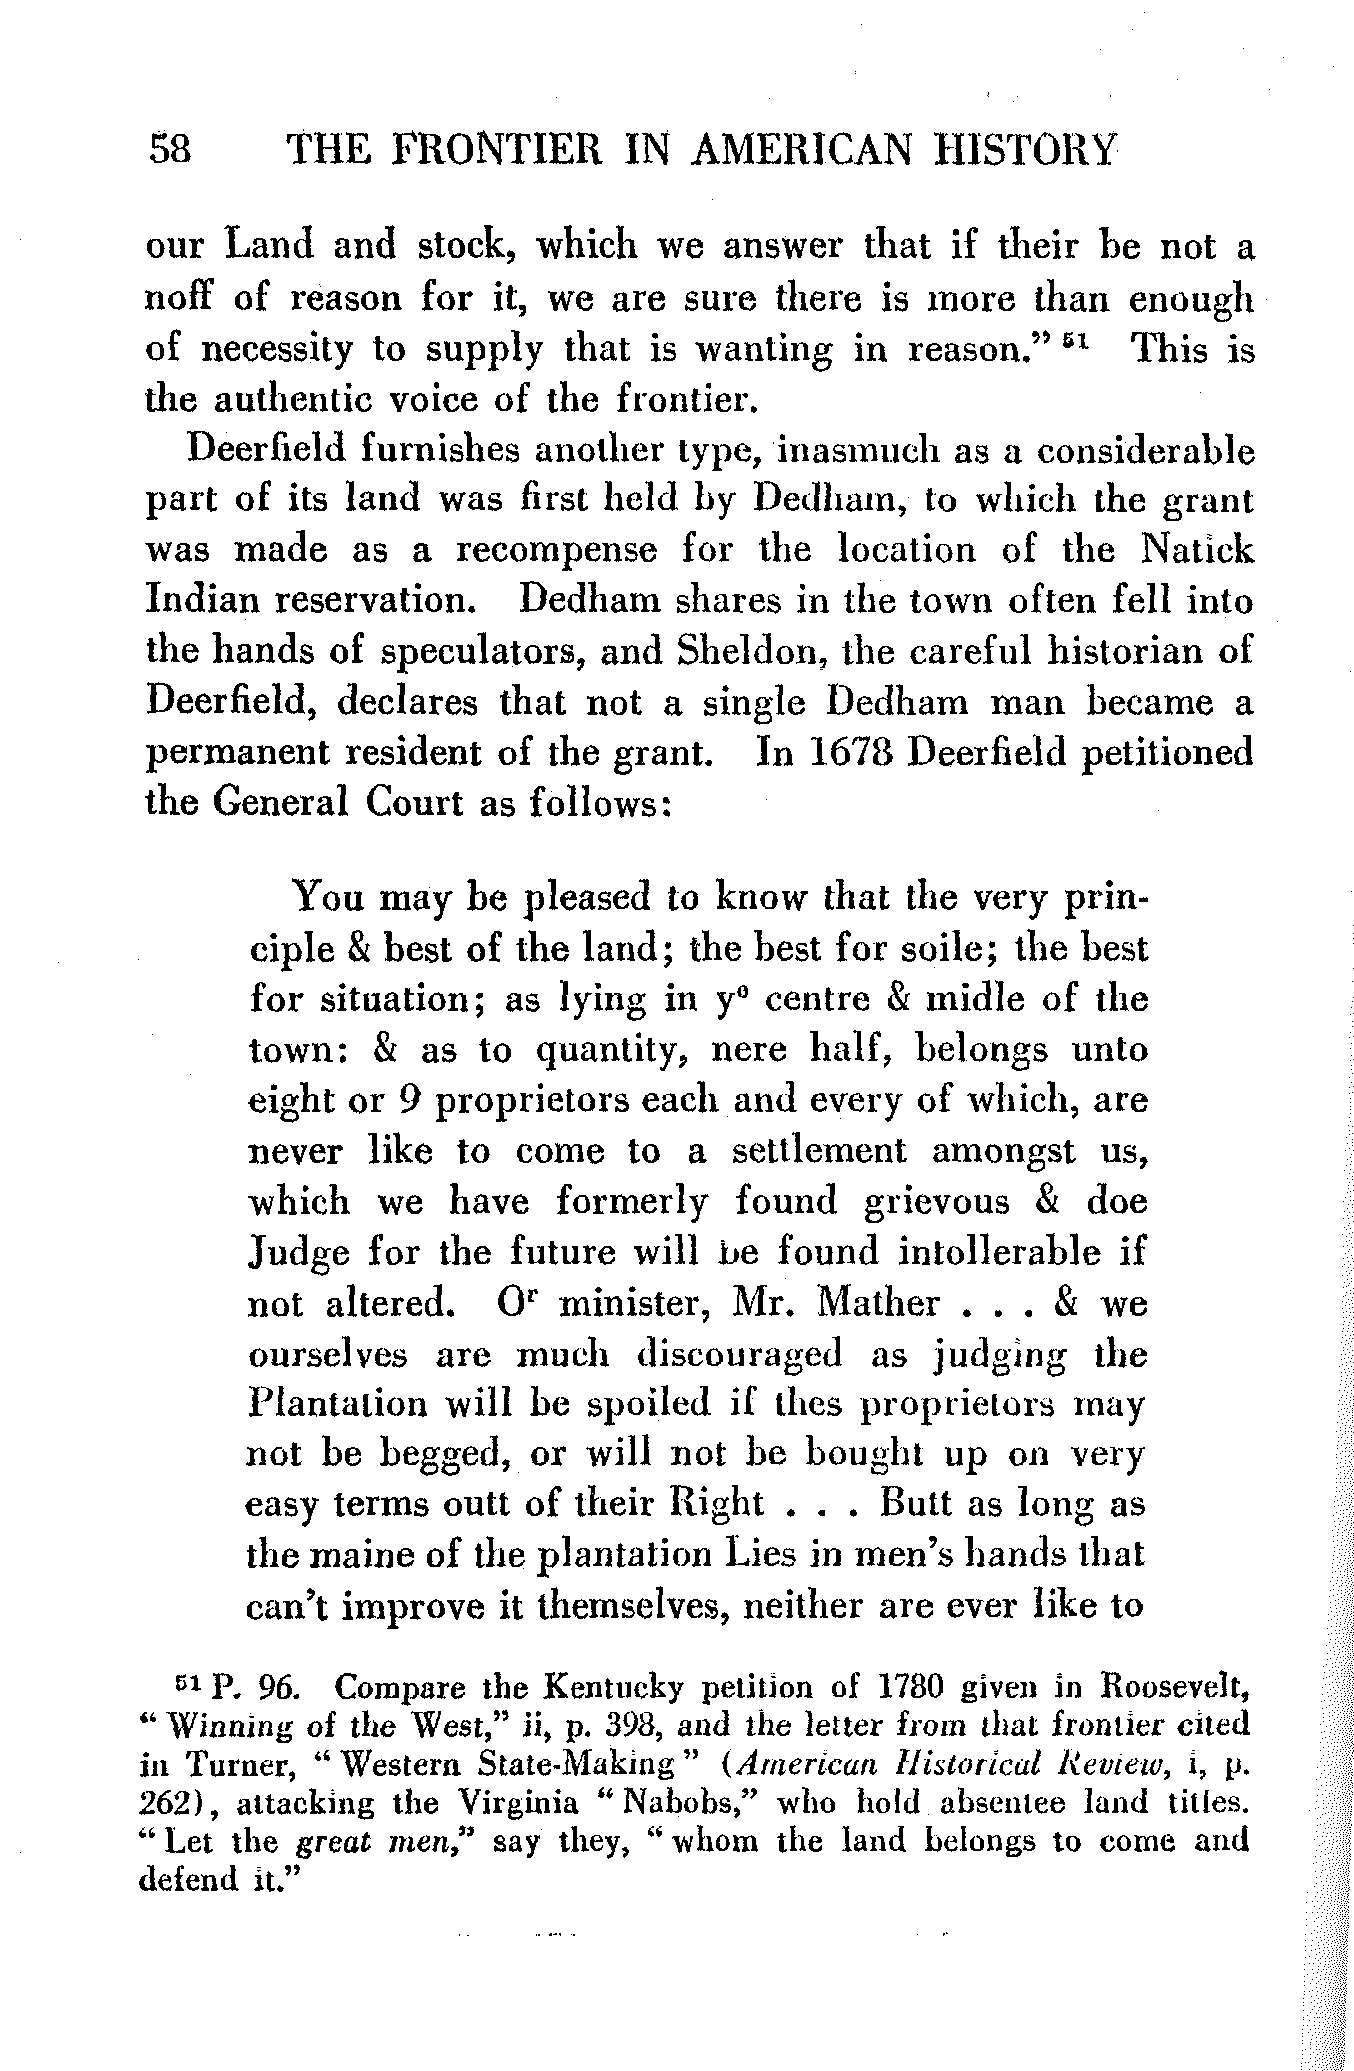 58 THE FRONTIER IN AMERICAN HISTORY
our Land and stock, which we answer that if their be not a
noff of reason for it, we are sure there is more than enough
of necessity to supply that is wanting in reason.” 51 This is
the authentic voice of the frontier.
Deerfield furnishes another type, inasmuch as a considerable
part of its land was first held by Dedham, to which the grant
was made as a recompense for the location of the Natick
Indian reservation. Dedham shares in the town often fell into
the hands of speculators, and Sheldon, the careful historian of
Deerfield, declares that not a single Dedham man became a
permanent resident of the grant. In 1678 Deerfield petitioned
the General Court as follows:
You may be pleased to know that the very prin-
ciple & best of the land; the best for soile; the best
for situation; as lying in yᵒ centre & midle of the
town: & as to quantity, nere half, belongs unto
eight or 9 proprietors each and every of which, are
never like to come to a settlement amongst us,
which we have formerly found grievous & doe
Judge for the future will be found intollerable if
not altered. Oʳ minister, Mr. Mather . . . & we
ourselves are much discouraged as judging the
Plantation will be spoiled if thes proprietors may
not be begged, or will not be bought up on very
easy terms outt of their Right . . . Butt as long as
the maine of the plantation Lies in men’s hands that
can’t improve it themselves, neither are ever like to
51 P. 96. Compare the Kentucky petition of 1780 given in Roosevelt,
“Winning of the West,” ii, p. 398, and the letter from that frontier cited
in Turner, “Western State-Making” (American Historical Review, i, p.
262), attacking the Virginia “Nabobs,” who hold absentee land titles.
“Let the great men,” say they, “whom the land belongs to come and
defend it.”